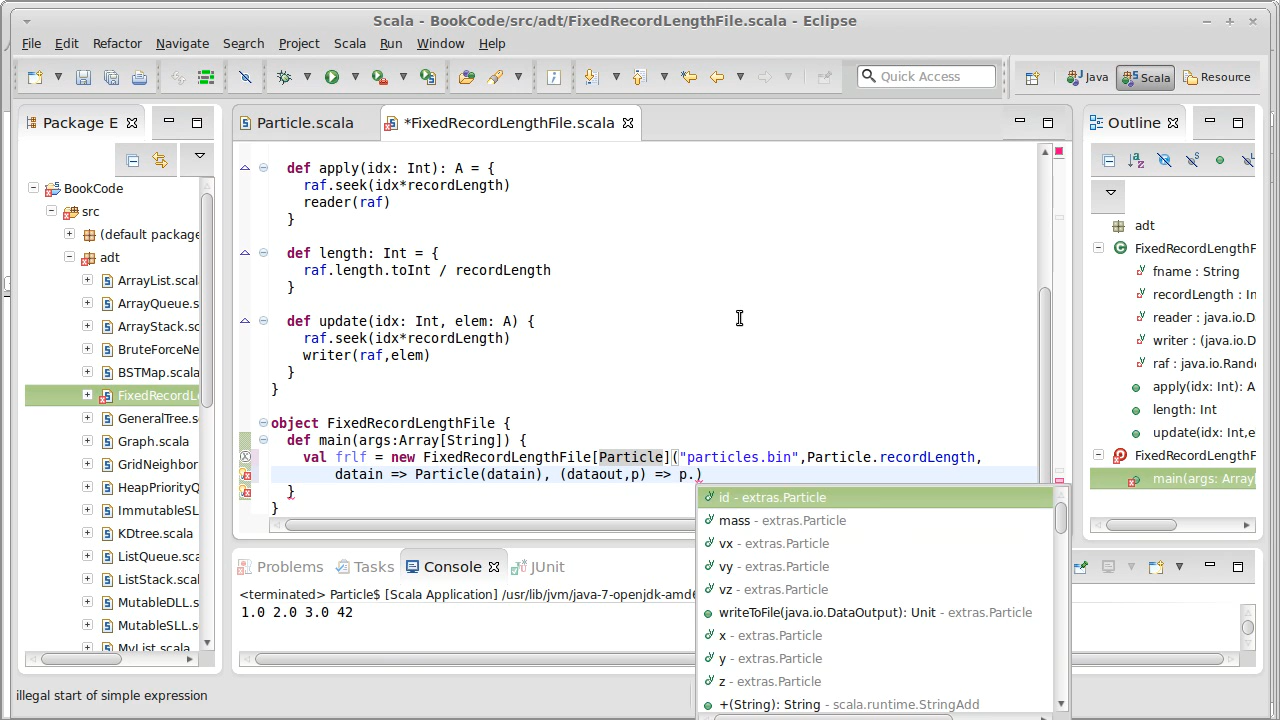 Scala - BookCode/src/adt/FixedRecordLengthFile.scala - Eclipse
File Edit Refactor Navigate Search Project Scala Run Window Help
Quick Access
Java
Scala
Resource
Package E
Particle.scala
*FixedRecordLengthFile.scala
Outline
BookCode
src
(default package
adt
ArrayList.scal
ArrayQueue.s
ArrayStack.sc
BruteForceNe
BSTMap.scala
FixedRecordL
GeneralTree.s
Graph.scala
GridNeighbor
HeapPriorityQ
ImmutableSL
KDtree.scala
ListQueue.sca
ListStack.scal
MutableDLL.s
MutableSLL.s
MyList.scala
def apply(idx: Int): A = {
raf.seek(idx*recordLength)
reader(raf)
}
def length: Int = {
raf.length.toInt / recordLength
}
def update(idx: Int, elem: A) {
raf.seek(idx*recordLength)
writer(raf,elem)
}
}
object FixedRecordLengthFile {
def main(args:Array[String]) {
val frlf = new FixedRecordLengthFile[Particle]("particles.bin",Particle.recordLength,
datain => Particle(datain), (dataout,p) => p.)
}
}
id - extras.Particle
mass - extras.Particle
vx - extras.Particle
vy - extras.Particle
vz - extras.Particle
writeToFile(java.io.DataOutput): Unit - extras.Particle
x - extras.Particle
y - extras.Particle
z - extras.Particle
+(String): String - scala.runtime.StringAdd
adt
FixedRecordLengthF
fname : String
recordLength : In
reader : java.io.D
writer : (java.io.D
raf : java.io.Rando
apply(idx: Int): A
length: Int
update(idx: Int,e
FixedRecordLengthF
main(args: Array
Problems
Tasks
Console
JUnit
<terminated> Particle$ [Scala Application] /usr/lib/jvm/java-7-openjdk-amd6
1.0 2.0 3.0 42
illegal start of simple expression